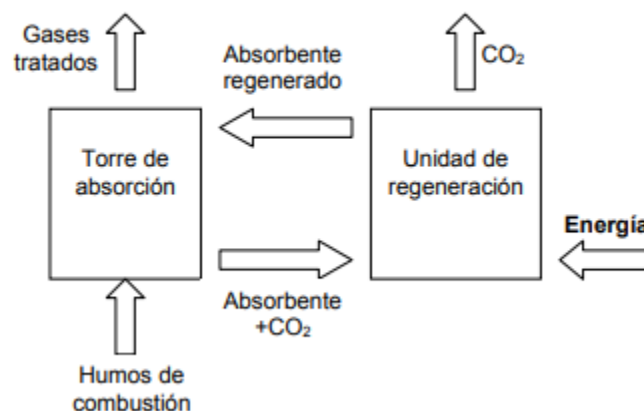 Gases
tratados
Absorbente
regenerado
CO₂
Torre de
absorción
Unidad de
regeneración
Energía
Absorbente
+CO₂
Humos de
combustión